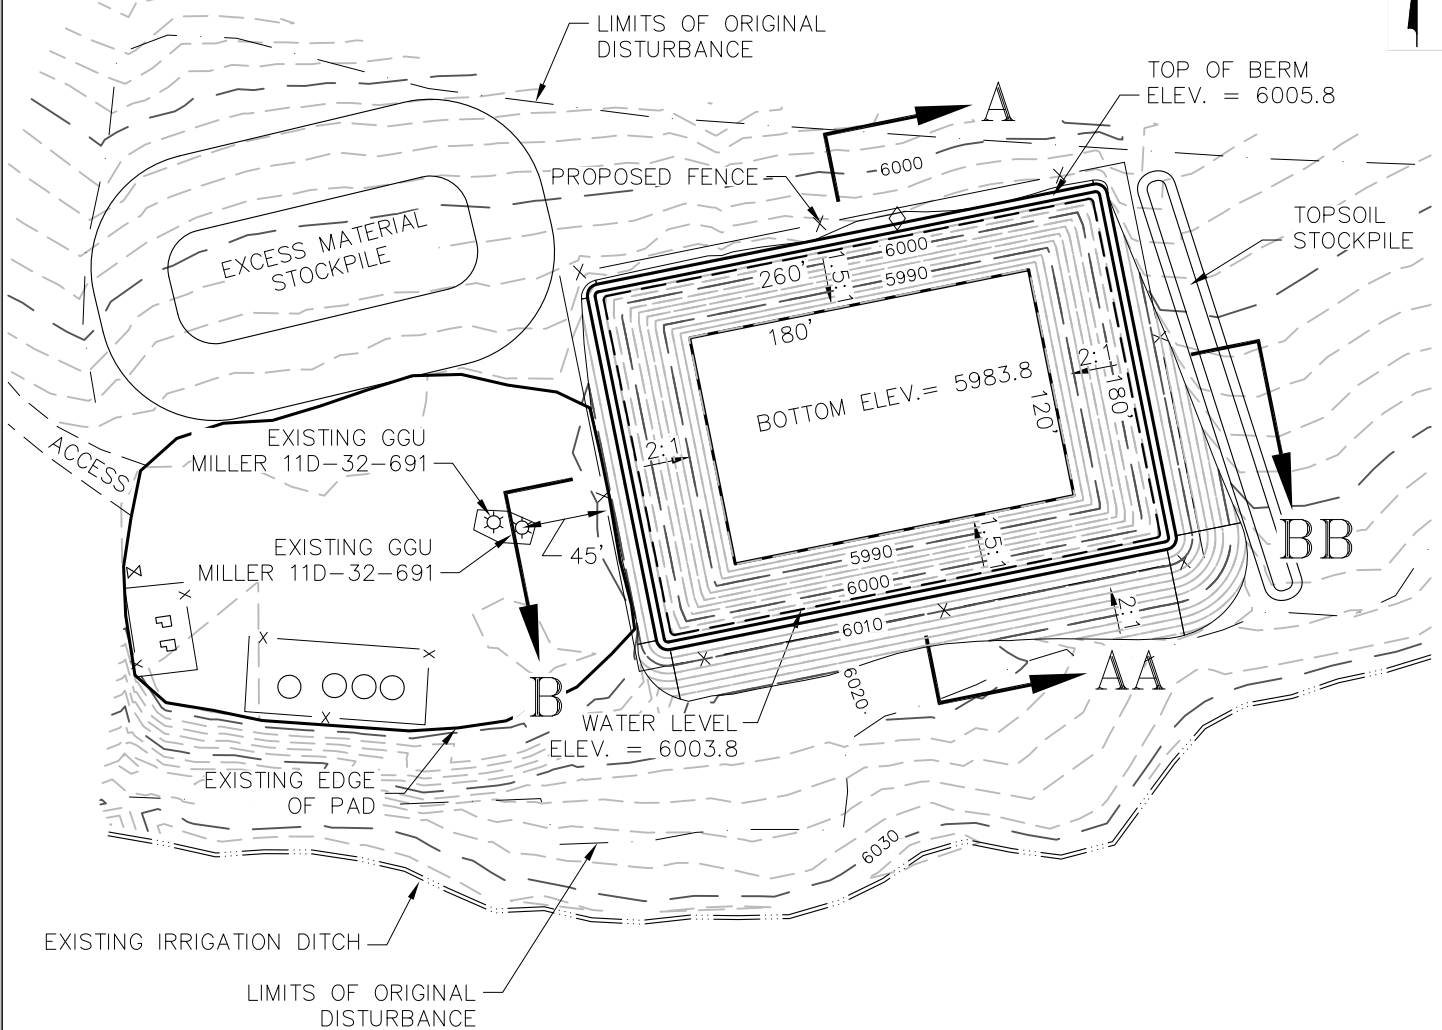 LIMITS OF ORIGINAL
DISTURBANCE
TOP OF BERM
ELEV. = 6005.8
A
6000
PROPOSED FENCE
TOPSOIL
STOCKPILE
EXCESS MATERIAL
STOCKPILE
6000
260'
1.5:1
5990
180'
2:1
180'
BOTTOM ELEV.= 5983.8
120'
ACCESS
EXISTING GGU
MILLER 11D-32-691
2:1
EXISTING GGU
MILLER 11D-32-691
45'
BB
5990
1.5:1
6000
6010
2:1
6020
AA
B
WATER LEVEL
ELEV. = 6003.8
EXISTING EDGE
OF PAD
6030
EXISTING IRRIGATION DITCH
LIMITS OF ORIGINAL
DISTURBANCE